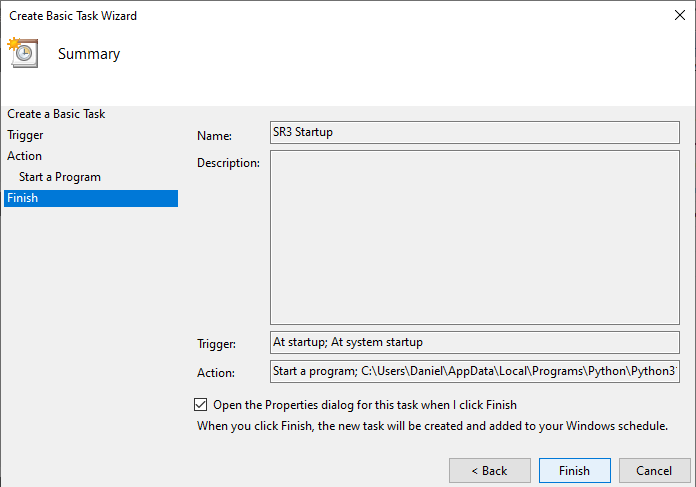 Create Basic Task Wizard
Summary
Create a Basic Task
Trigger
Action
Start a Program
Finish
Name:
SR3 Startup
Description:
Trigger:
At startup; At system startup
Action:
Start a program; C:\Users\Daniel\AppData\Local\Programs\Python\Python3
Open the Properties dialog for this task when I click Finish
When you click Finish, the new task will be created and added to your Windows schedule.
< Back
Finish
Cancel